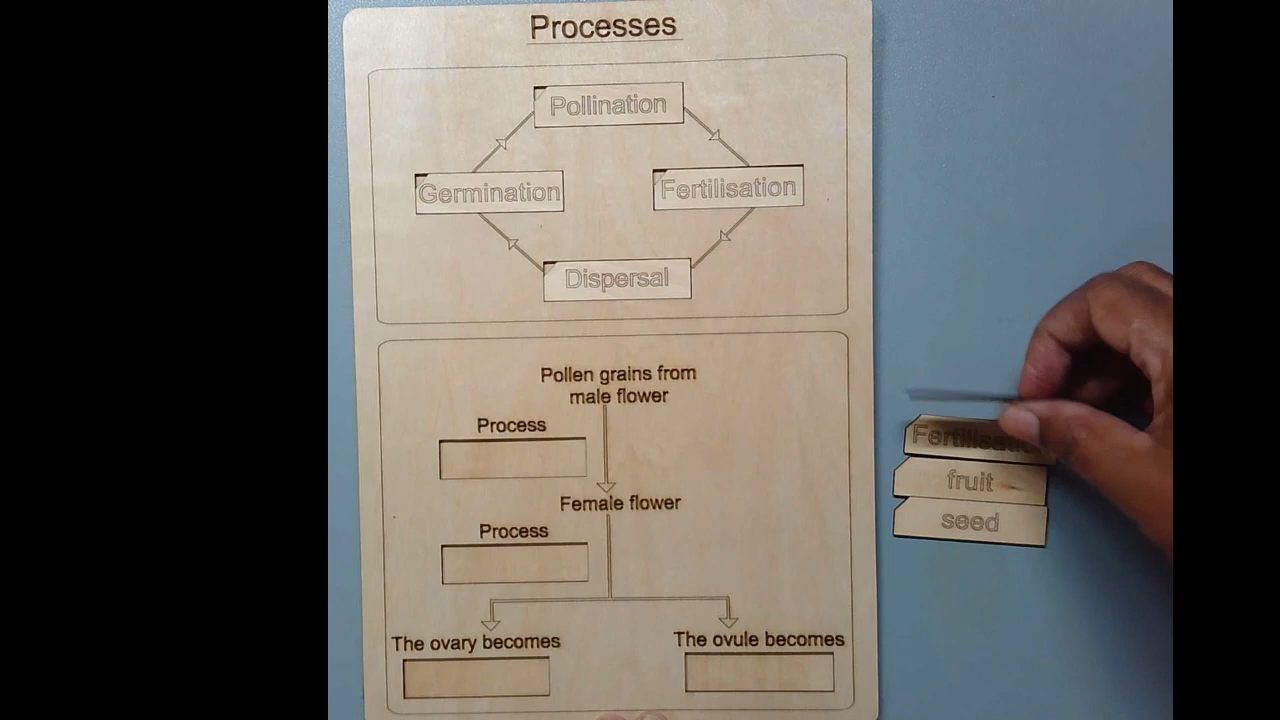 Processes
Pollination
Germination
Fertilisation
Dispersal
Pollen grains from
male flower
Process
Female flower
Process
The ovary becomes
The ovule becomes
fruit
seed